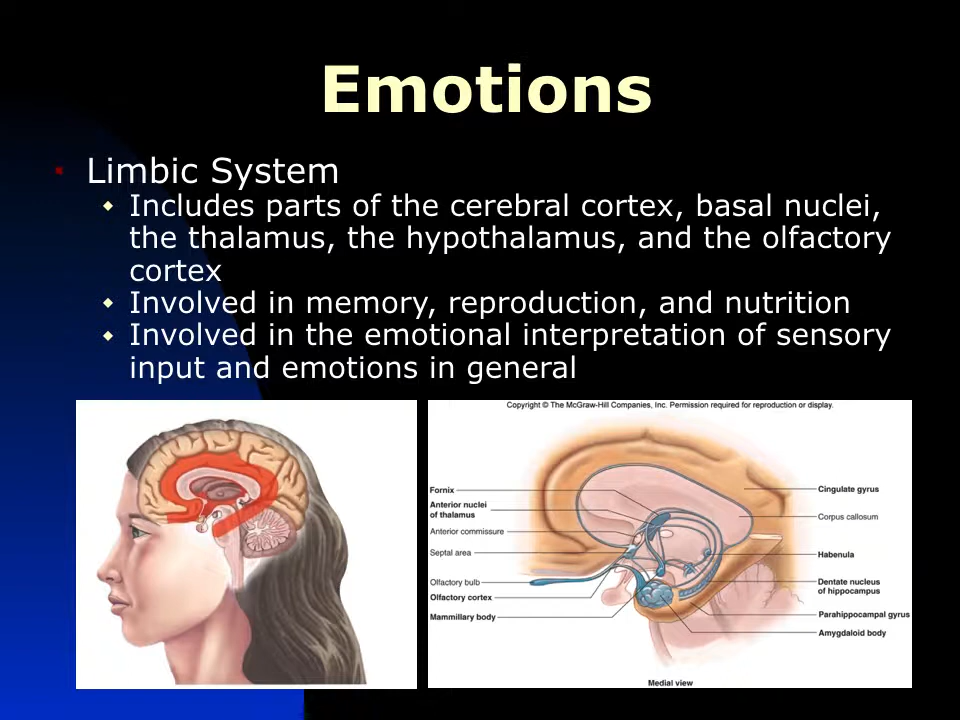 Emotions
Limbic System
Includes parts of the cerebral cortex, basal nuclei,
the thalamus, the hypothalamus, and the olfactory
cortex
Involved in memory, reproduction, and nutrition
Involved in the emotional interpretation of sensory
input and emotions in general
Copyright © The McGraw-Hill Companies, Inc. Permission required for reproduction or display.
Fornix
Anterior nuclei
of thalamus
Anterior commissure
Septal area
Olfactory bulb
Olfactory cortex
Mammillary body
Cingulate gyrus
Corpus callosum
Habenula
Dentate nucleus
of hippocampus
Parahippocampal gyrus
Amygdaloid body
Medial view